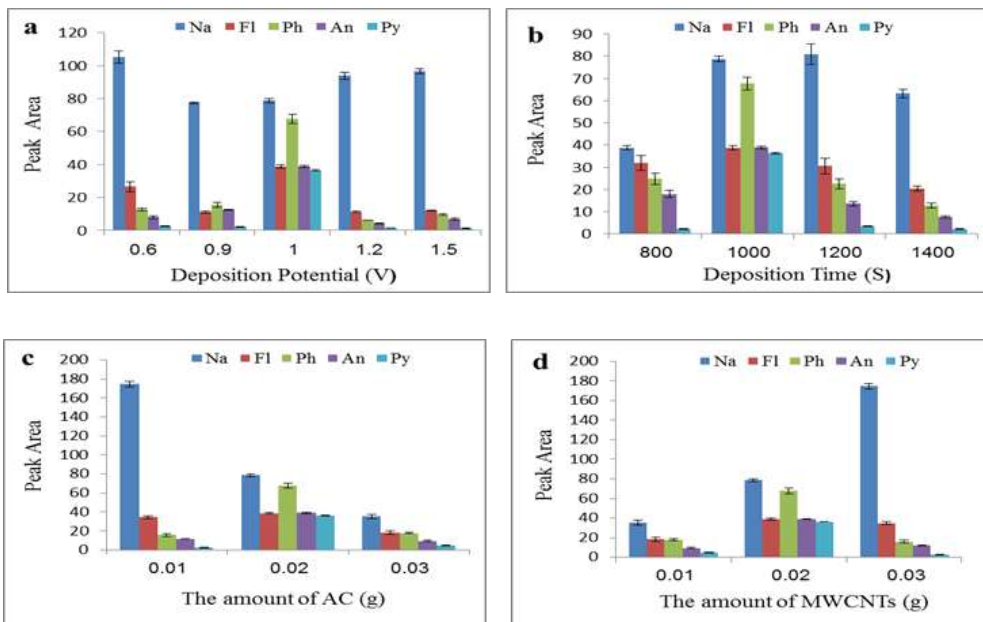 a
Na Fl Ph An Py
120
100
80
60
40
20
0
Peak Area
0.6 0.9 1 1.2 1.5
Deposition Potential (V)
b
Na Fl Ph An Py
90
80
70
60
50
40
30
20
10
0
Peak Area
800 1000 1200 1400
Deposition Time (S)
c
Na Fl Ph An Py
200
180
160
140
120
100
80
60
40
20
0
Peak Area
0.01 0.02 0.03
The amount of AC (g)
d
Na Fl Ph An Py
200
180
160
140
120
100
80
60
40
20
0
Peak Area
0.01 0.02 0.03
The amount of MWCNTs (g)